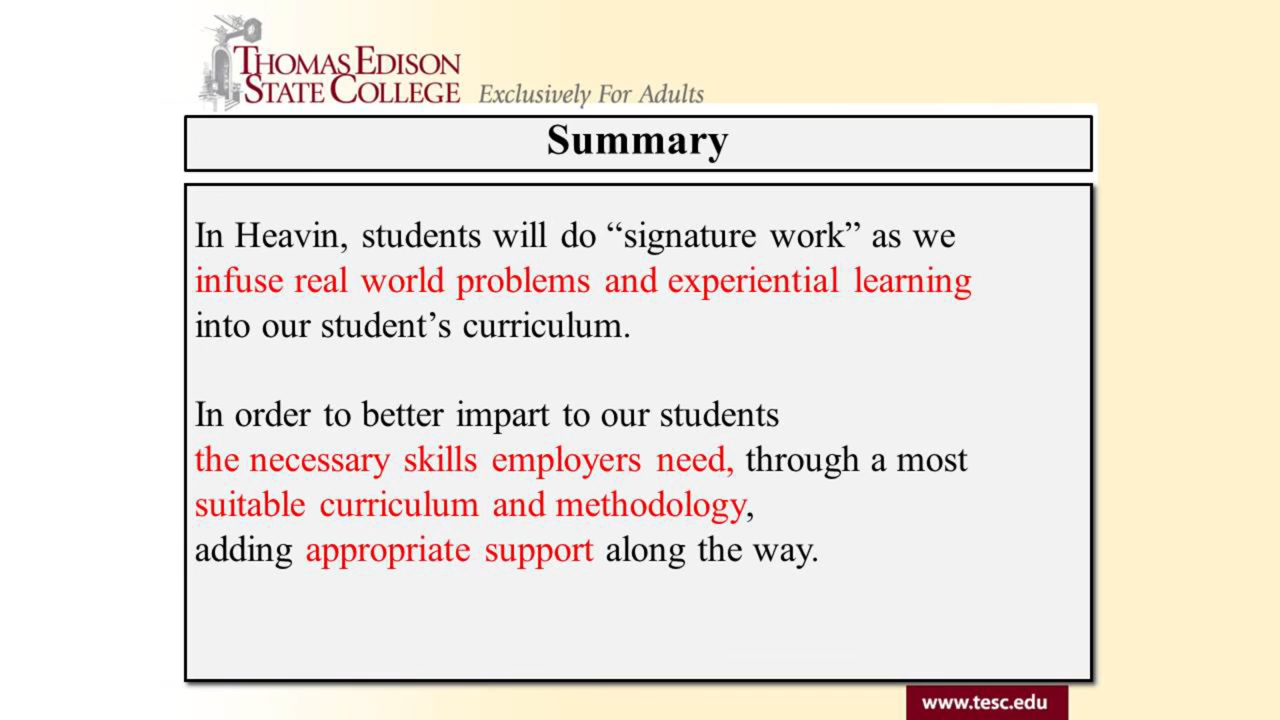 THOMAS EDISON
STATE COLLEGE Exclusively For Adults
Summary
In Heavin, students will do “signature work” as we
infuse real world problems and experiential learning
into our student’s curriculum.
In order to better impart to our students
the necessary skills employers need, through a most
suitable curriculum and methodology,
adding appropriate support along the way.
www.tesc.edu